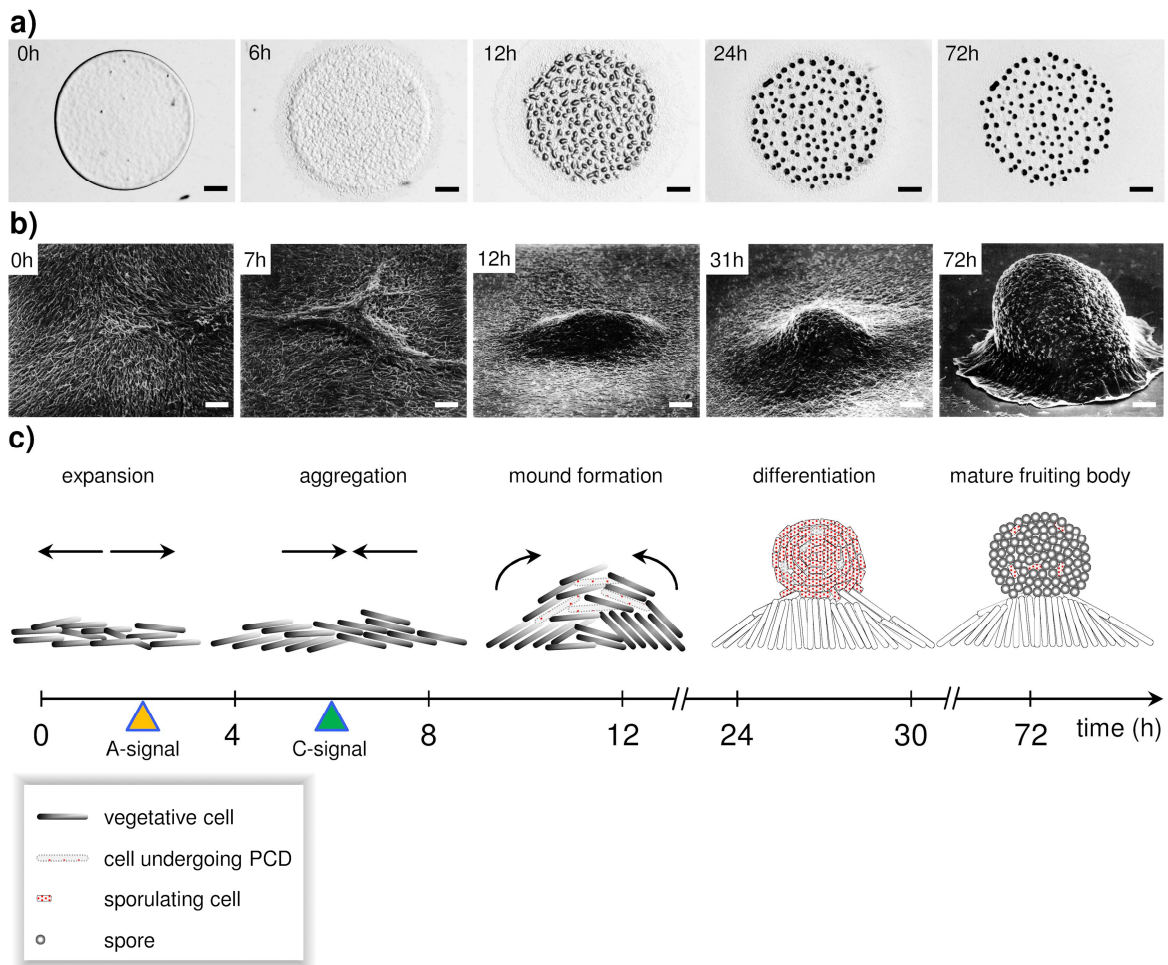 a)
0h 6h 12h 24h 72h
b)
0h 7h 12h 31h 72h
c)
expansion aggregation mound formation differentiation mature fruiting body
0 4 8 12 24 30 72 time (h)
A-signal C-signal
vegetative cell
cell undergoing PCD
sporulating cell
spore